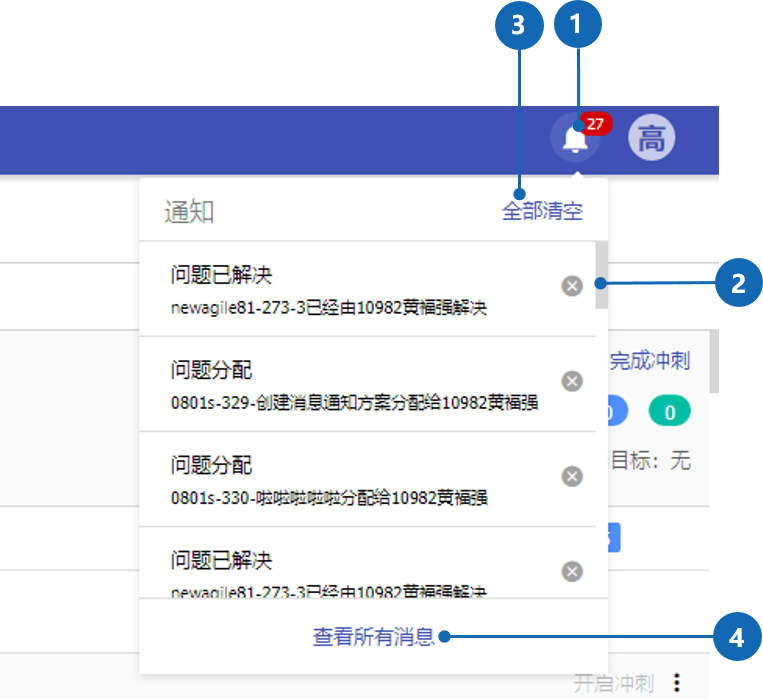 3
1
27
高
通知
全部清空
问题已解决
newagile81-273-3已经由10982黄福强解决
2
问题分配
0801s-329-创建消息通知方案分配给10982黄福强
完成冲刺
0
0
目标：无
问题分配
0801s-330-啦啦啦啦啦分配给10982黄福强
问题已解决
newagile81-273-3已经由10982黄福强解决
查看所有消息
4
开启冲刺